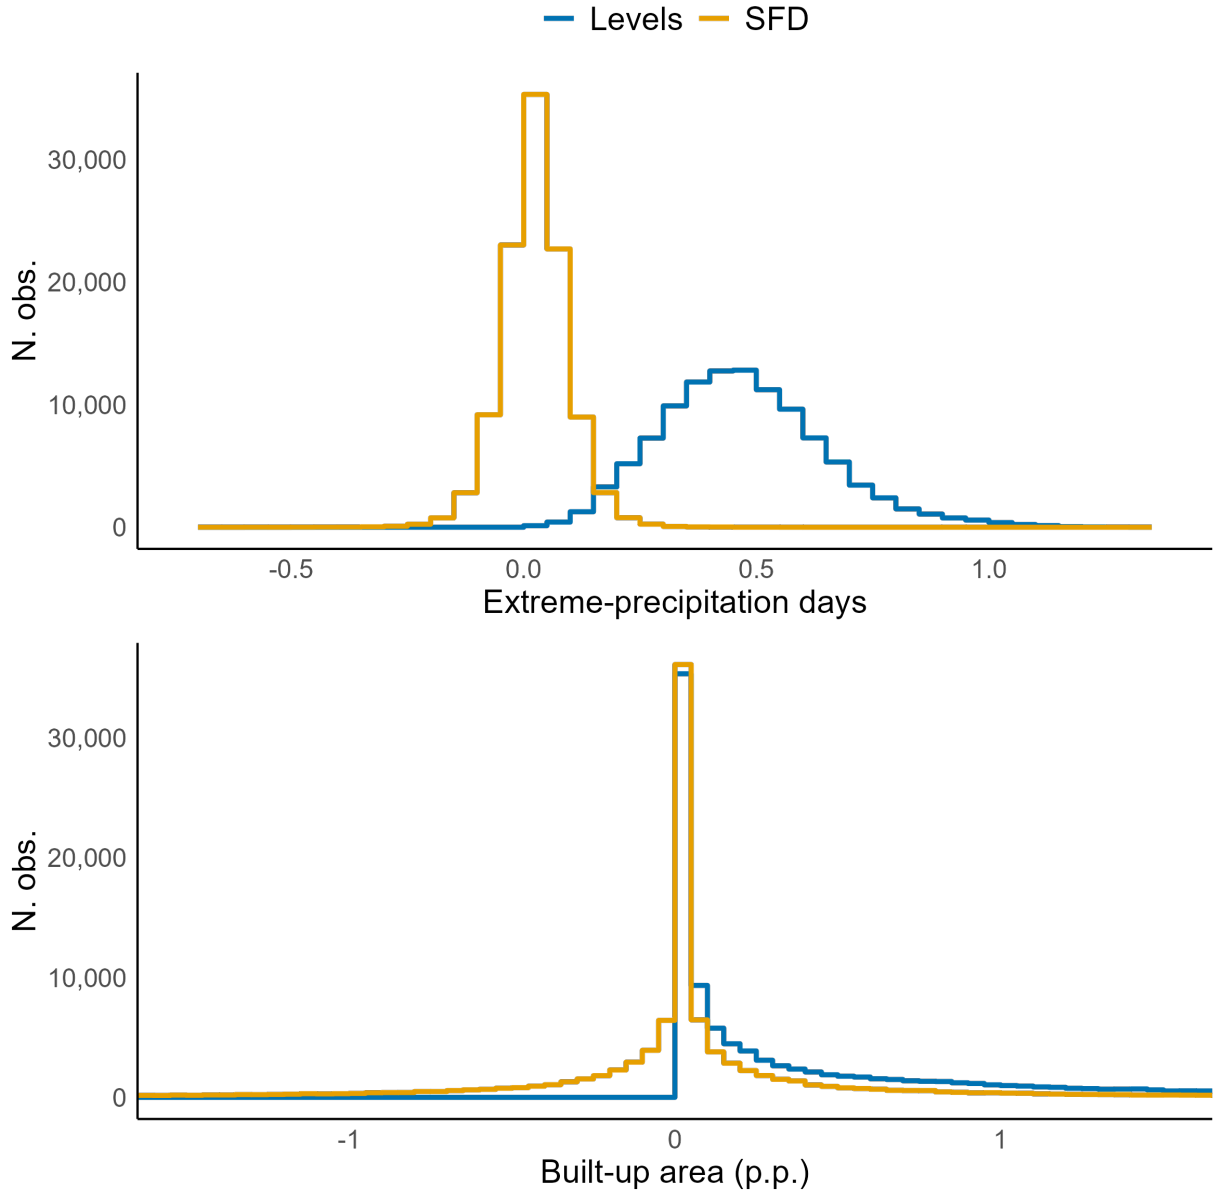 Levels SFD
N. obs.
30,000
20,000
10,000
0
-0.5 0.0 0.5 1.0
Extreme-precipitation days
N. obs.
30,000
20,000
10,000
0
-1 0 1
Built-up area (p.p.)